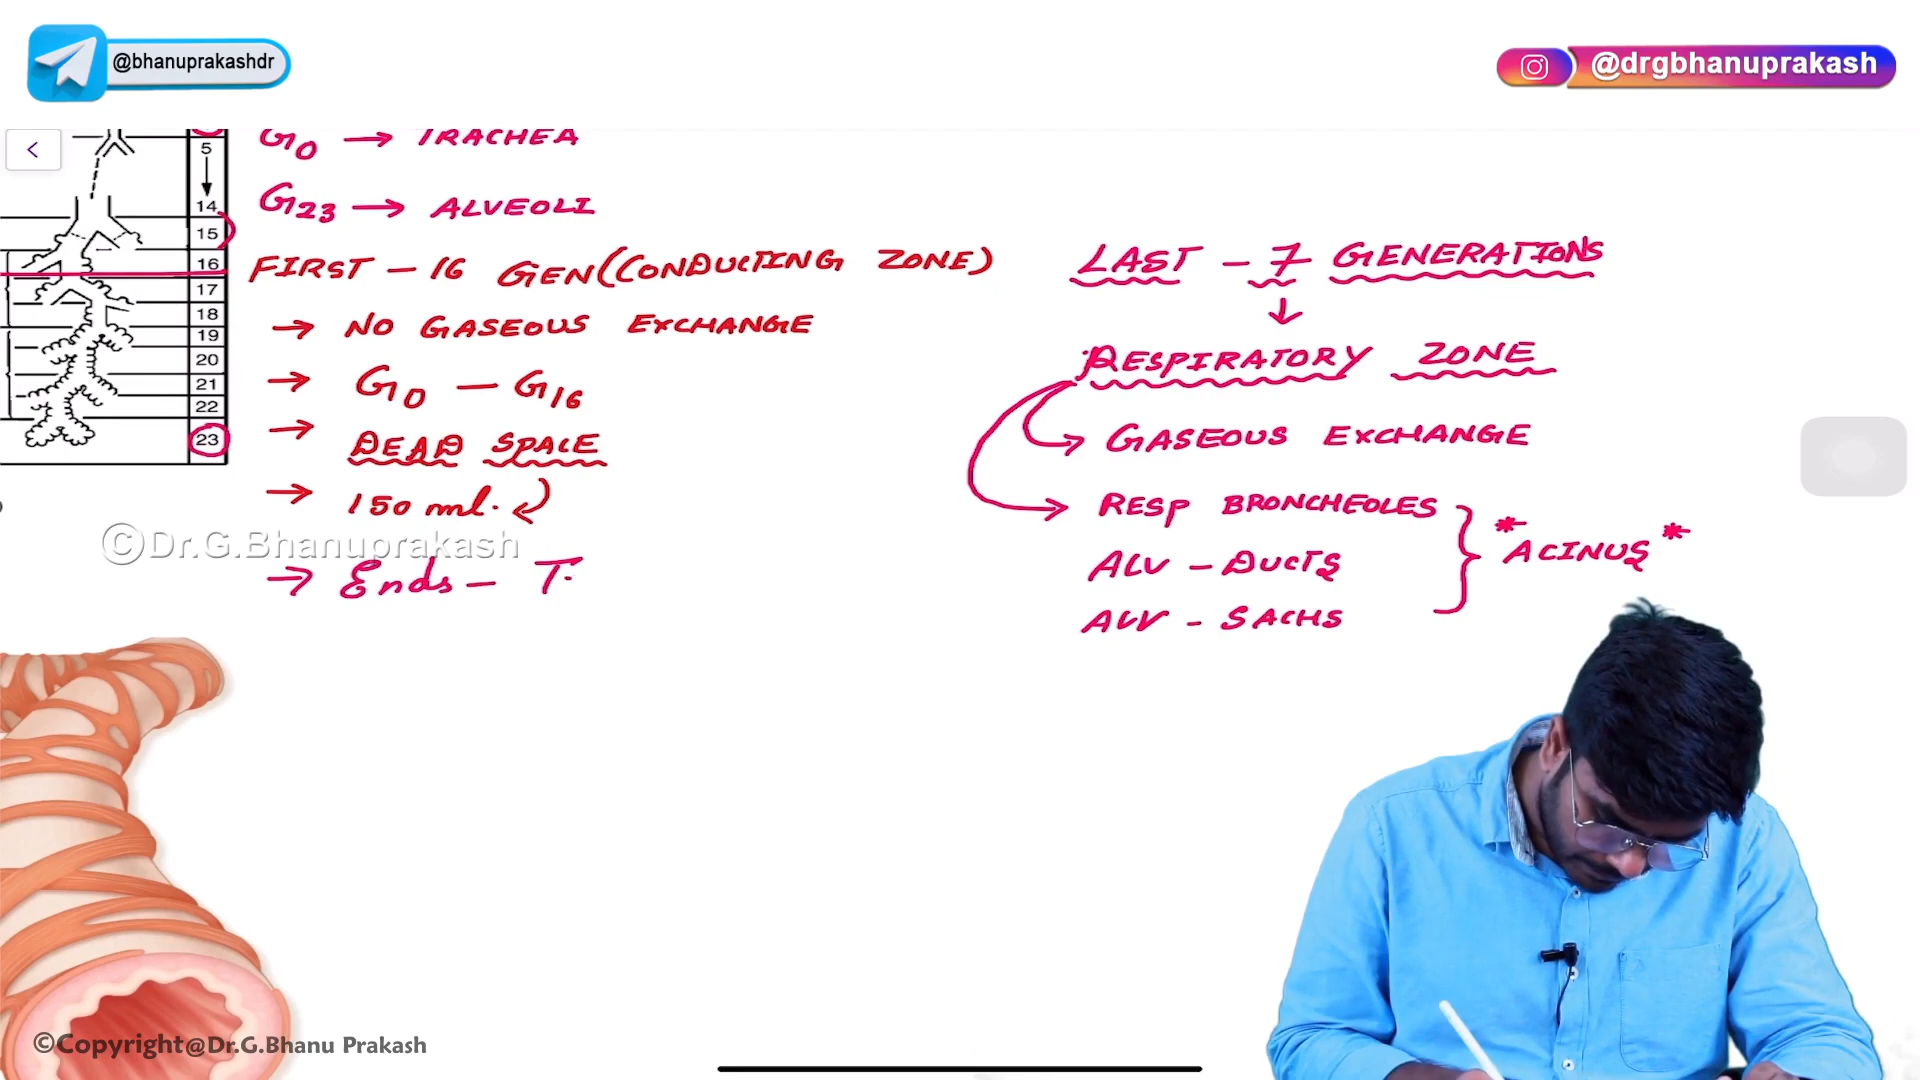 @bhanuprakashdr
@drgbhanuprakash
<
5
14
15
16
17
18
19
20
21
22
23
G0 → TRACHEA
G23 → ALVEOLI
FIRST - 16 GEN (CONDUCTING ZONE)
→ NO GASEOUS EXCHANGE
→ G0 - G16
→ DEAD SPACE
→ 150 ml.
©Dr.G.Bhanuprakash
→ Ends - T.
LAST - 7 GENERATIONS
↓
RESPIRATORY ZONE
→ GASEOUS EXCHANGE
→ RESP BRONCHEOLES
ALV - DUCTS
ALV - SACHS
* ACINUS *
©Copyright@Dr.G.Bhanu Prakash